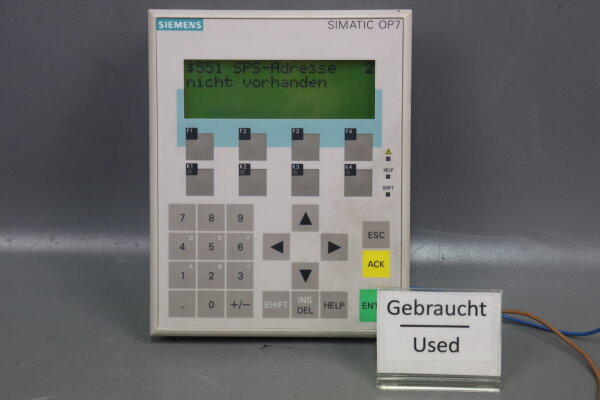 SIEMENS
SIMATIC OP7
$551 SPS-Adresse 2
nicht vorhanden
F1 F2 F3 F4
K1 K2 K3 K4
HELP
SHIFT
7 8 9
ESC
4 D 5 E 6 F
ACK
1 A 2 B 3 C
. 0 +/-
SHIFT
INS
DEL
HELP
Gebraucht
Used